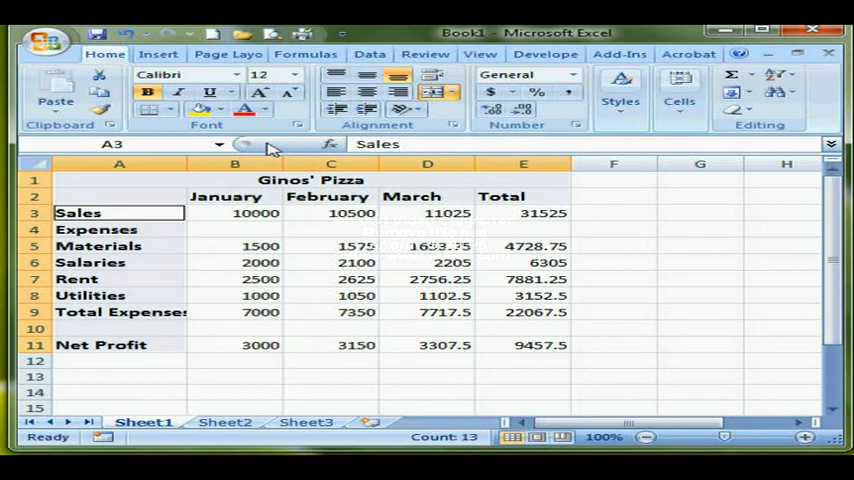 Book1 - Microsoft Excel
Home Insert Page Layo Formulas Data Review View Develope Add-Ins Acrobat
Calibri 12 General
Paste B I U A A $ % , Styles Cells Σ
Clipboard Font Alignment Number Editing
A3 fx Sales
A B C D E F G H
1 Ginos' Pizza
2 January February March Total
3 Sales 10000 10500 11025 31525
4 Expenses
5 Materials 1500 1575 4728.75
6 Salaries 2000 2100 2205 6305
7 Rent 2500 2625 2756.25 7881.25
8 Utilities 1000 1050 1102.5 3152.5
9 Total Expenses 7000 7350 7717.5 22067.5
10
11 Net Profit 3000 3150 3307.5 9457.5
12
13
14
15
Sheet1 Sheet2 Sheet3
Ready Count: 13 100%